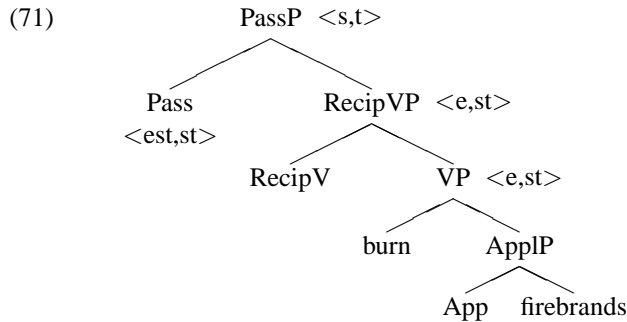 (71) PassP <s,t>
Pass RecipVP <e,st>
<est,st>
RecipV VP <e,st>
burn ApplP
App firebrands